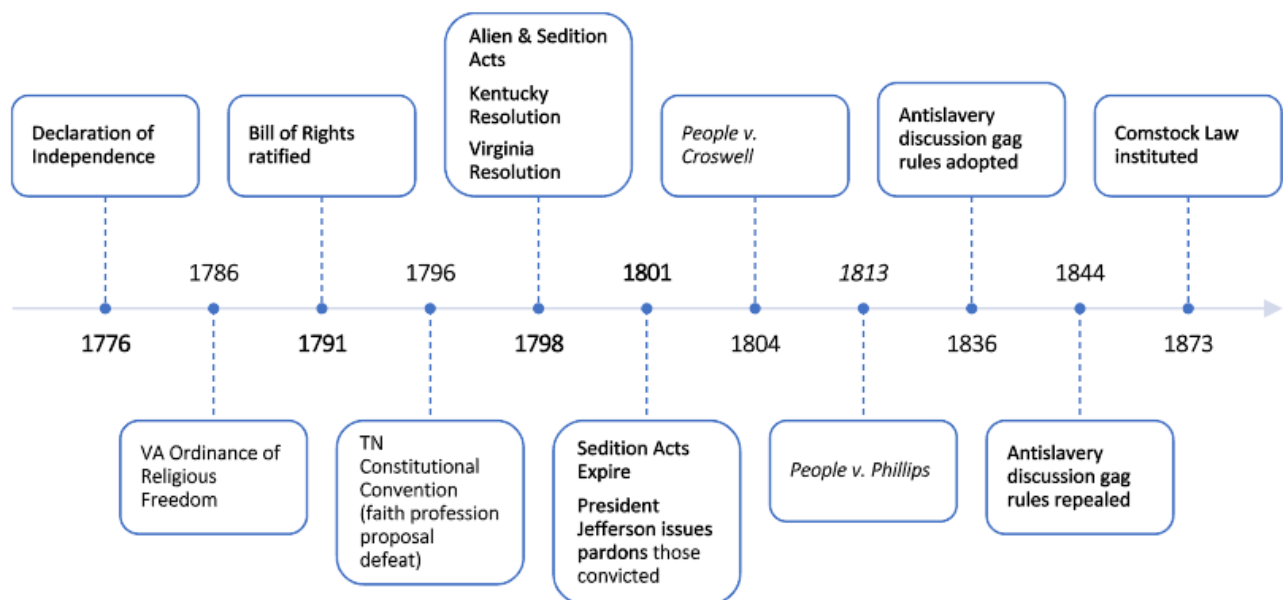 Alien & Sedition
Acts
Kentucky
Resolution
Virginia
Resolution
Declaration of
Independence
Bill of Rights
ratified
People v.
Croswell
Antislavery
discussion gag
rules adopted
Comstock Law
instituted
1786
1796
1801
1813
1844
1776
1791
1798
1804
1836
1873
VA Ordinance of
Religious
Freedom
TN
Constitutional
Convention
(faith profession
proposal
defeat)
Sedition Acts
Expire
President
Jefferson issues
pardons those
convicted
People v. Phillips
Antislavery
discussion gag
rules repealed